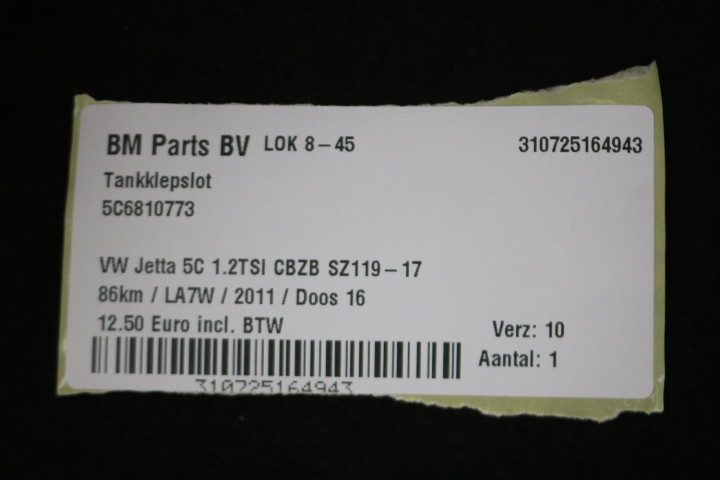 BM Parts BV LOK 8-45 310725164943
Tankklepslot
5C6810773
VW Jetta 5C 1.2TSI CBZB SZ119-17
86km / LA7W / 2011 / Doos 16
12.50 Euro incl. BTW Verz: 10
Aantal: 1
310725164943